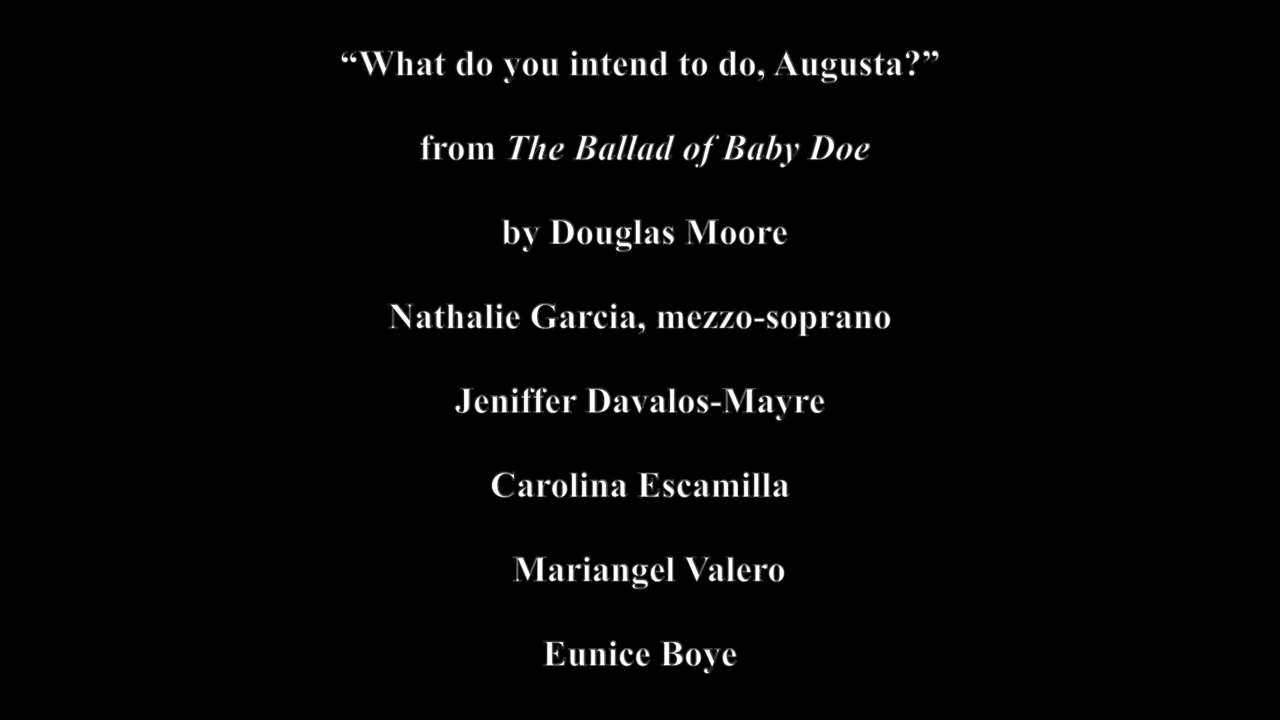 “What do you intend to do, Augusta?”
from The Ballad of Baby Doe
by Douglas Moore
Nathalie Garcia, mezzo-soprano
Jeniffer Davalos-Mayre
Carolina Escamilla
Mariangel Valero
Eunice Boye